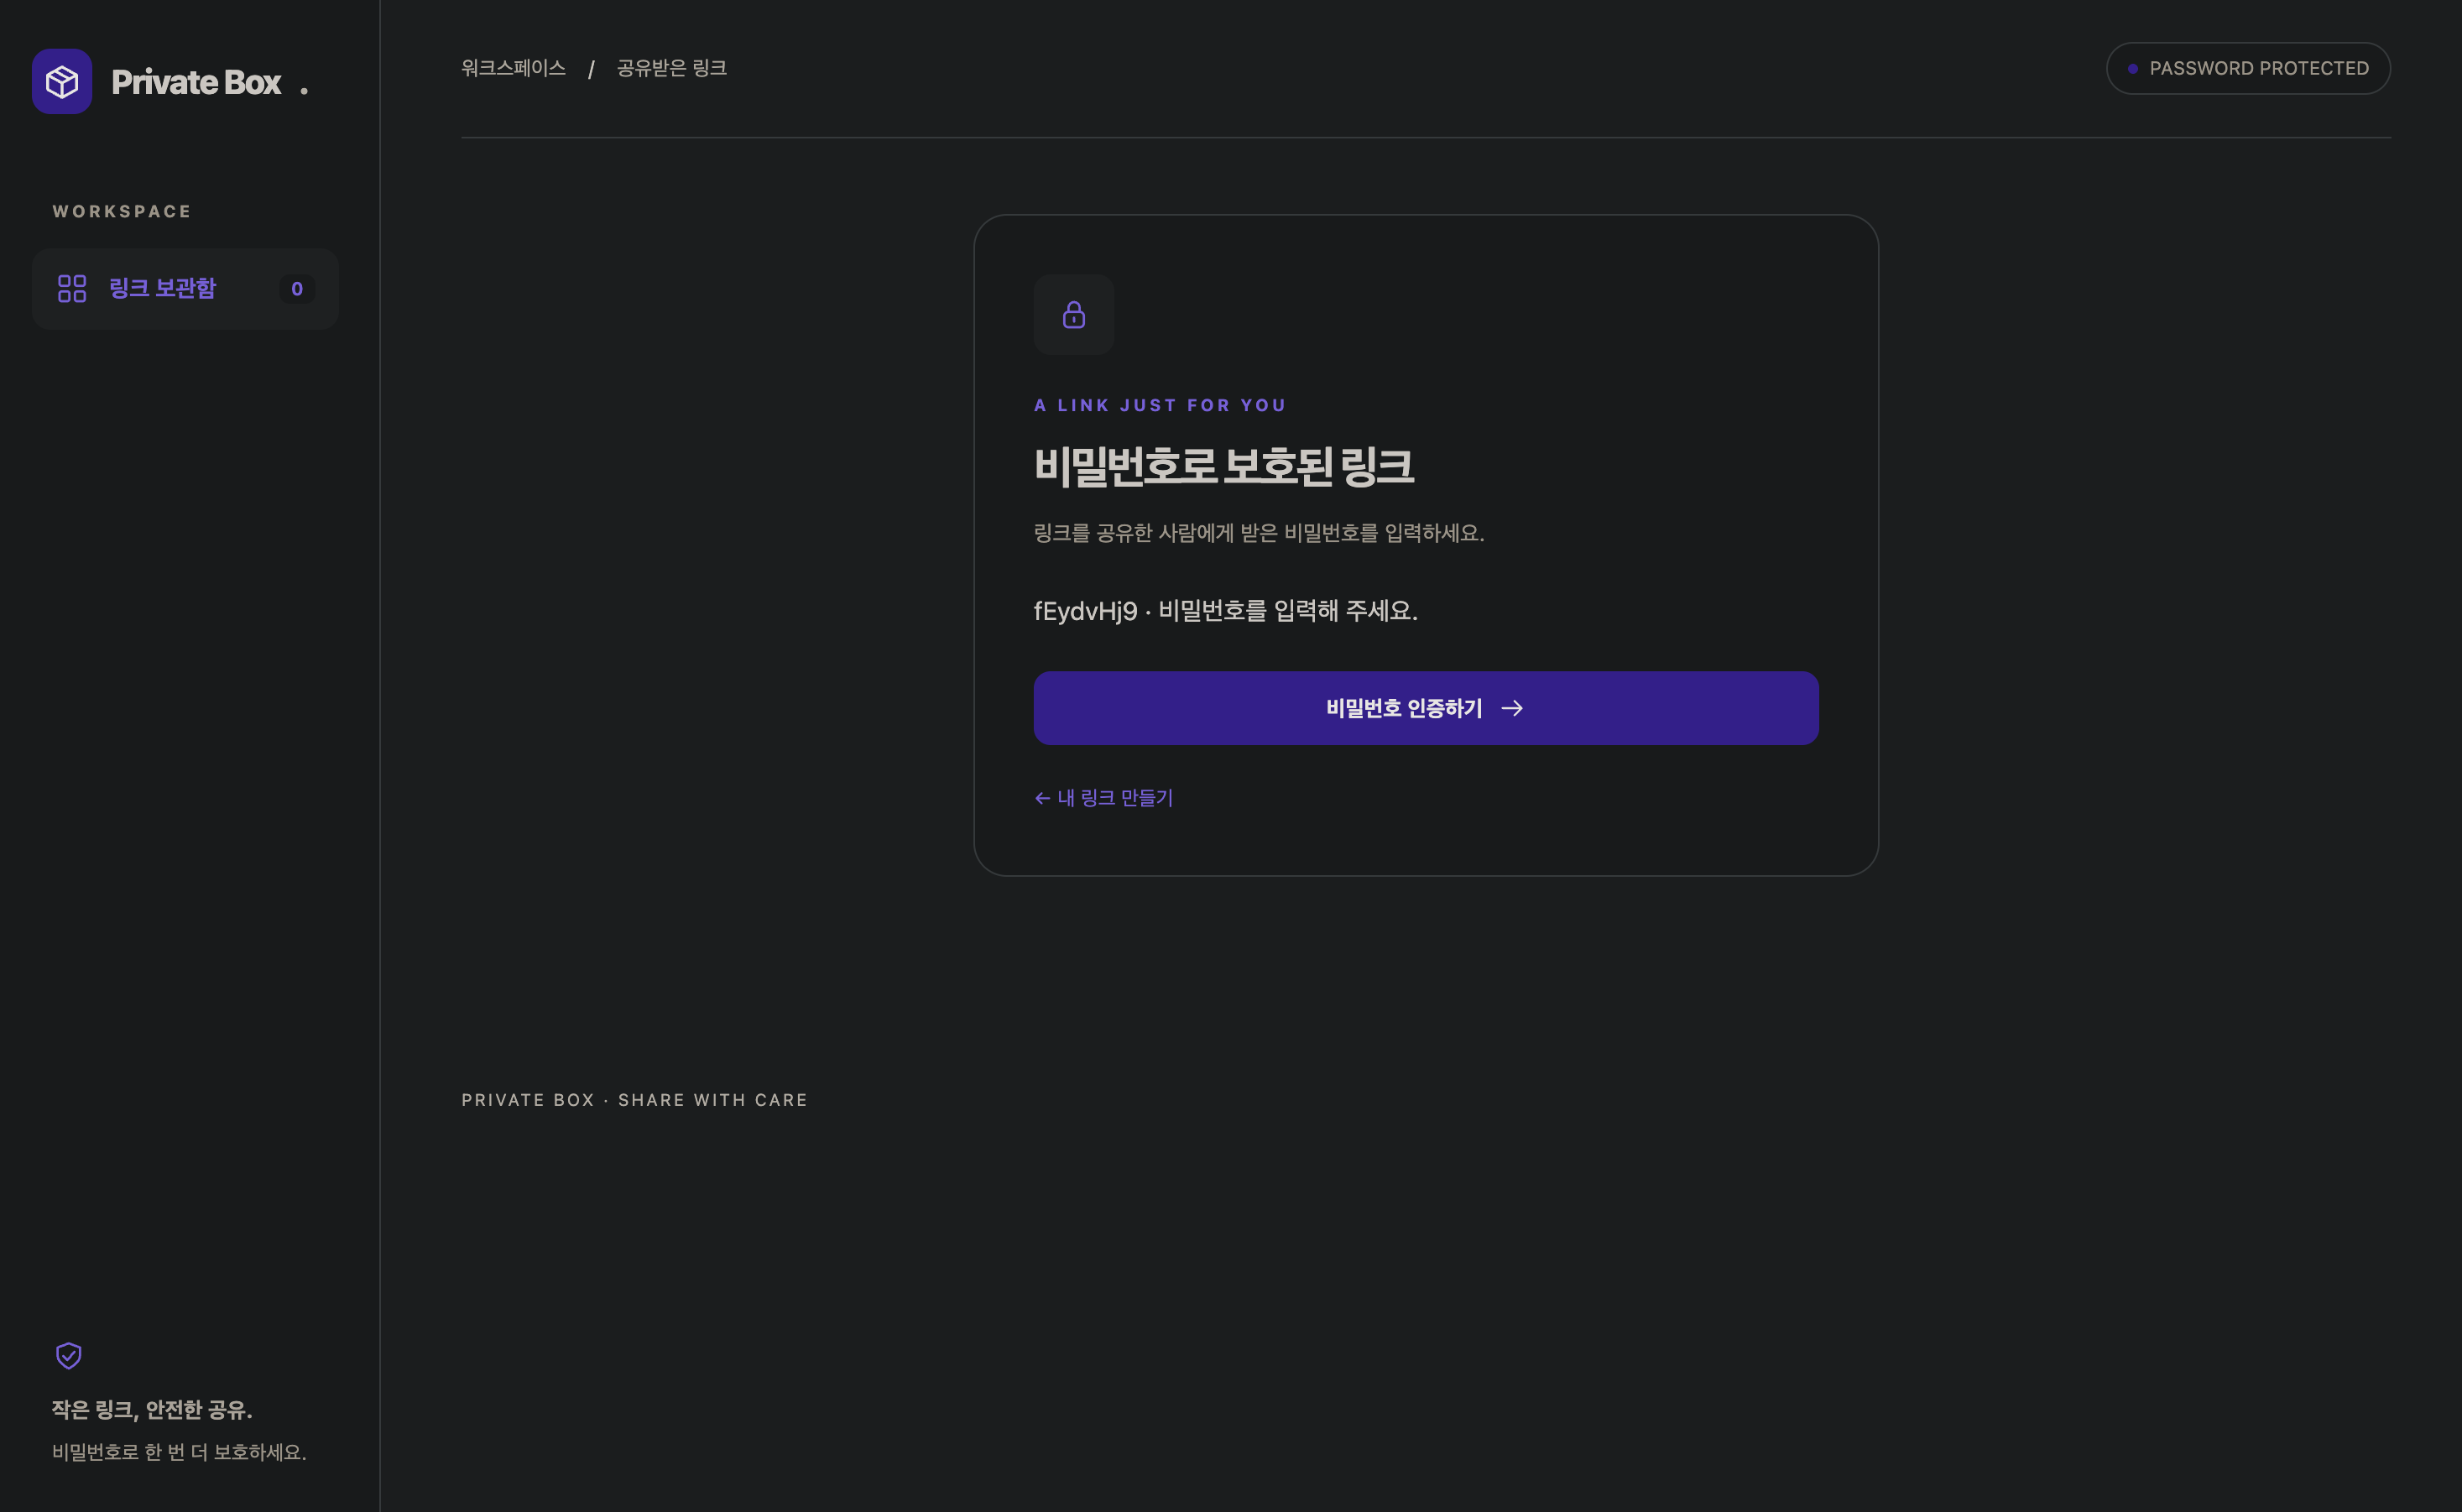 Private Box .
WORKSPACE
링크 보관함 0
작은 링크, 안전한 공유.
비밀번호로 한 번 더 보호하세요.
워크스페이스 / 공유받은 링크
PASSWORD PROTECTED
A LINK JUST FOR YOU
비밀번호로 보호된 링크
링크를 공유한 사람에게 받은 비밀번호를 입력하세요.
fEydvHj9 · 비밀번호를 입력해 주세요.
비밀번호 인증하기 →
← 내 링크 만들기
PRIVATE BOX · SHARE WITH CARE